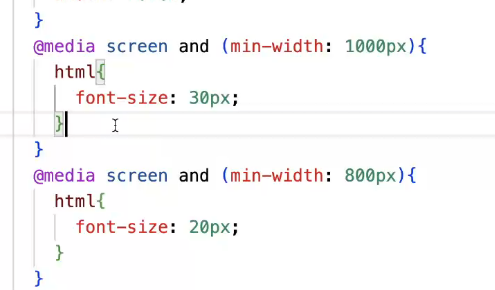 }
@media screen and (min-width: 1000px){
html{
font-size: 30px;
}
}
@media screen and (min-width: 800px){
html{
font-size: 20px;
}
}